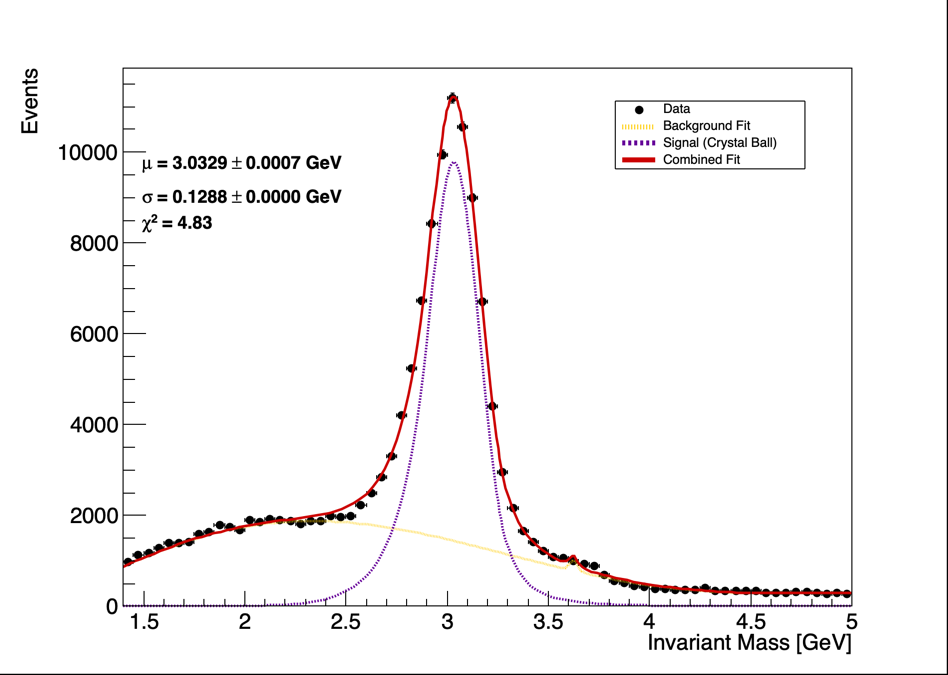 Events
Data
Background Fit
Signal (Crystal Ball)
Combined Fit
μ = 3.0329 ± 0.0007 GeV
σ = 0.1288 ± 0.0000 GeV
χ² = 4.83
10000
8000
6000
4000
2000
0
1.5 2 2.5 3 3.5 4 4.5 5
Invariant Mass [GeV]